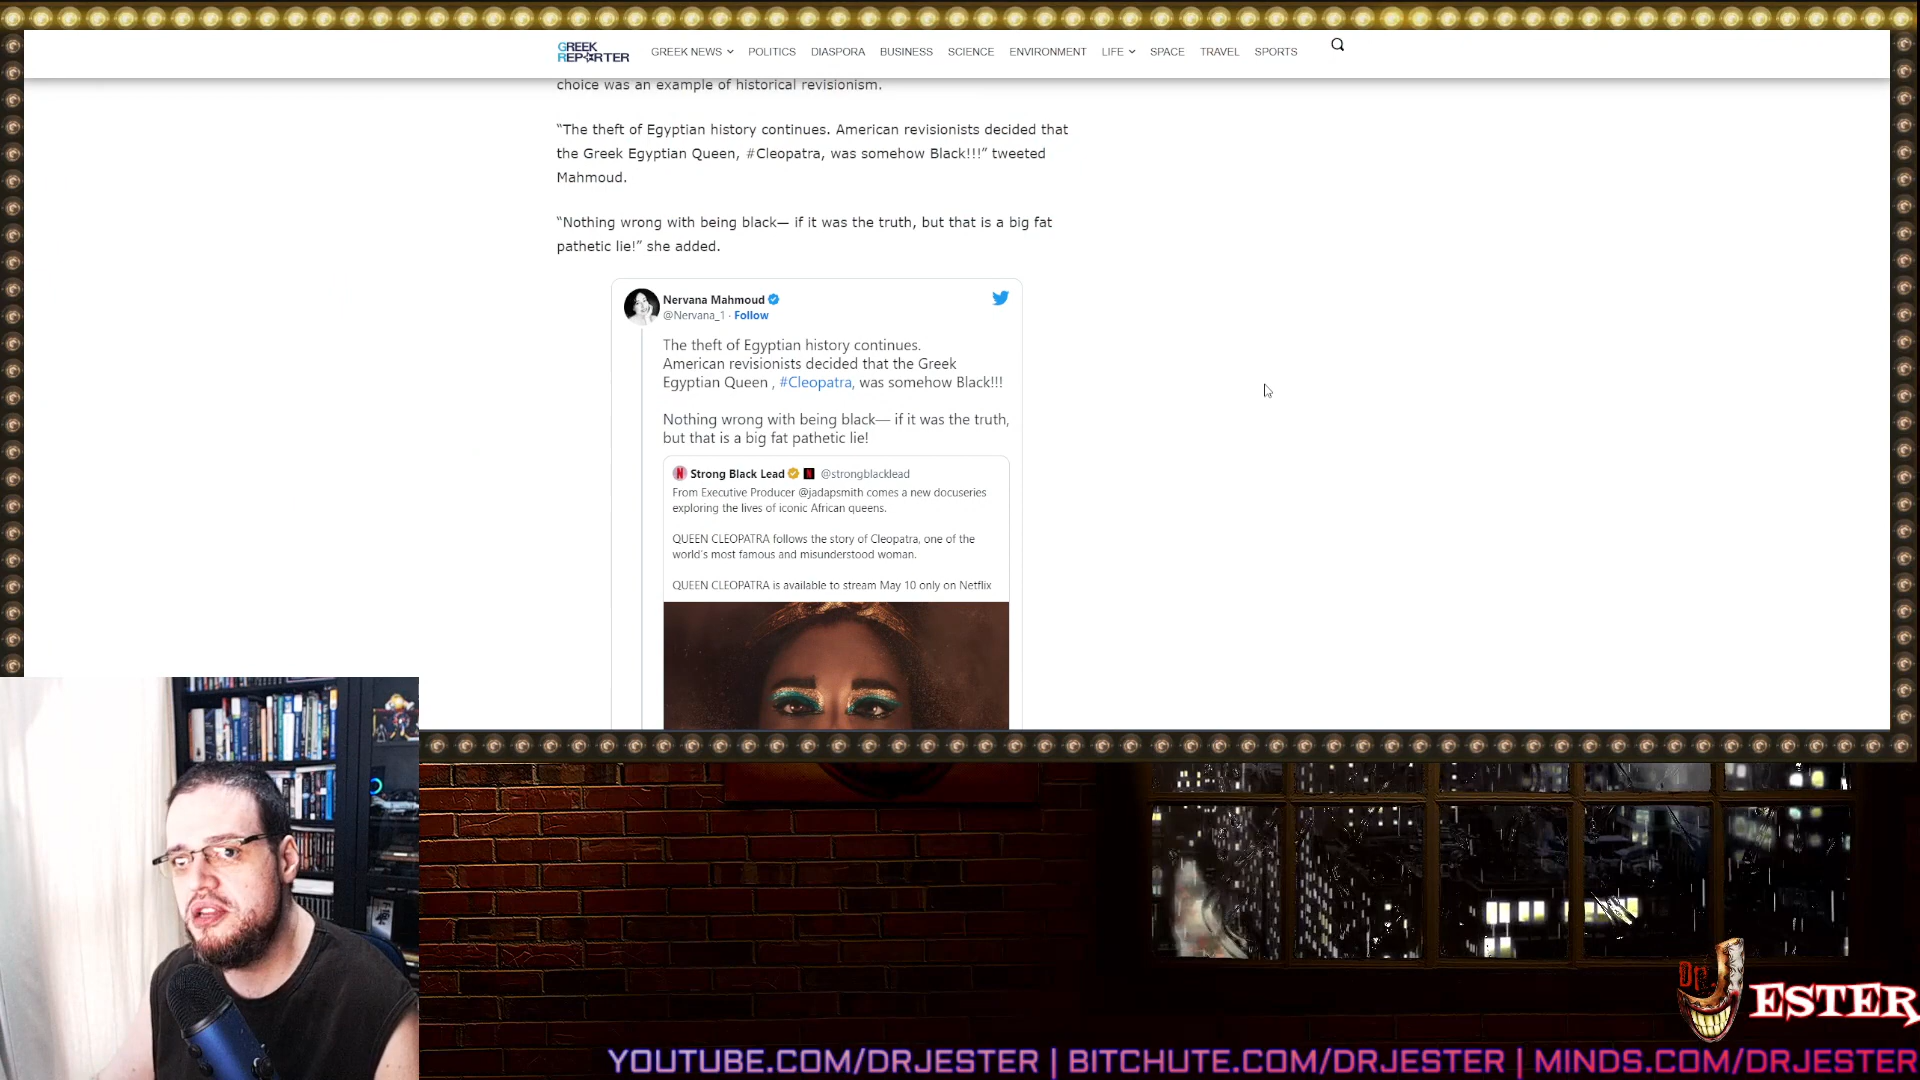 GREEK
REPORTER
GREEK NEWS POLITICS DIASPORA BUSINESS SCIENCE ENVIRONMENT LIFE SPACE TRAVEL SPORTS
choice was an example of historical revisionism.
“The theft of Egyptian history continues. American revisionists decided that
the Greek Egyptian Queen, #Cleopatra, was somehow Black!!!” tweeted
Mahmoud.
“Nothing wrong with being black— if it was the truth, but that is a big fat
pathetic lie!” she added.
Nervana Mahmoud
@Nervana_1 · Follow
The theft of Egyptian history continues.
American revisionists decided that the Greek
Egyptian Queen , #Cleopatra, was somehow Black!!!
Nothing wrong with being black— if it was the truth,
but that is a big fat pathetic lie!
N Strong Black Lead N @strongblacklead
From Executive Producer @jadapsmith comes a new docuseries
exploring the lives of iconic African queens.
QUEEN CLEOPATRA follows the story of Cleopatra, one of the
world's most famous and misunderstood woman.
QUEEN CLEOPATRA is available to stream May 10 only on Netflix
Dr. JESTER
YOUTUBE.COM/DRJESTER | BITCHUTE.COM/DRJESTER | MINDS.COM/DRJESTER